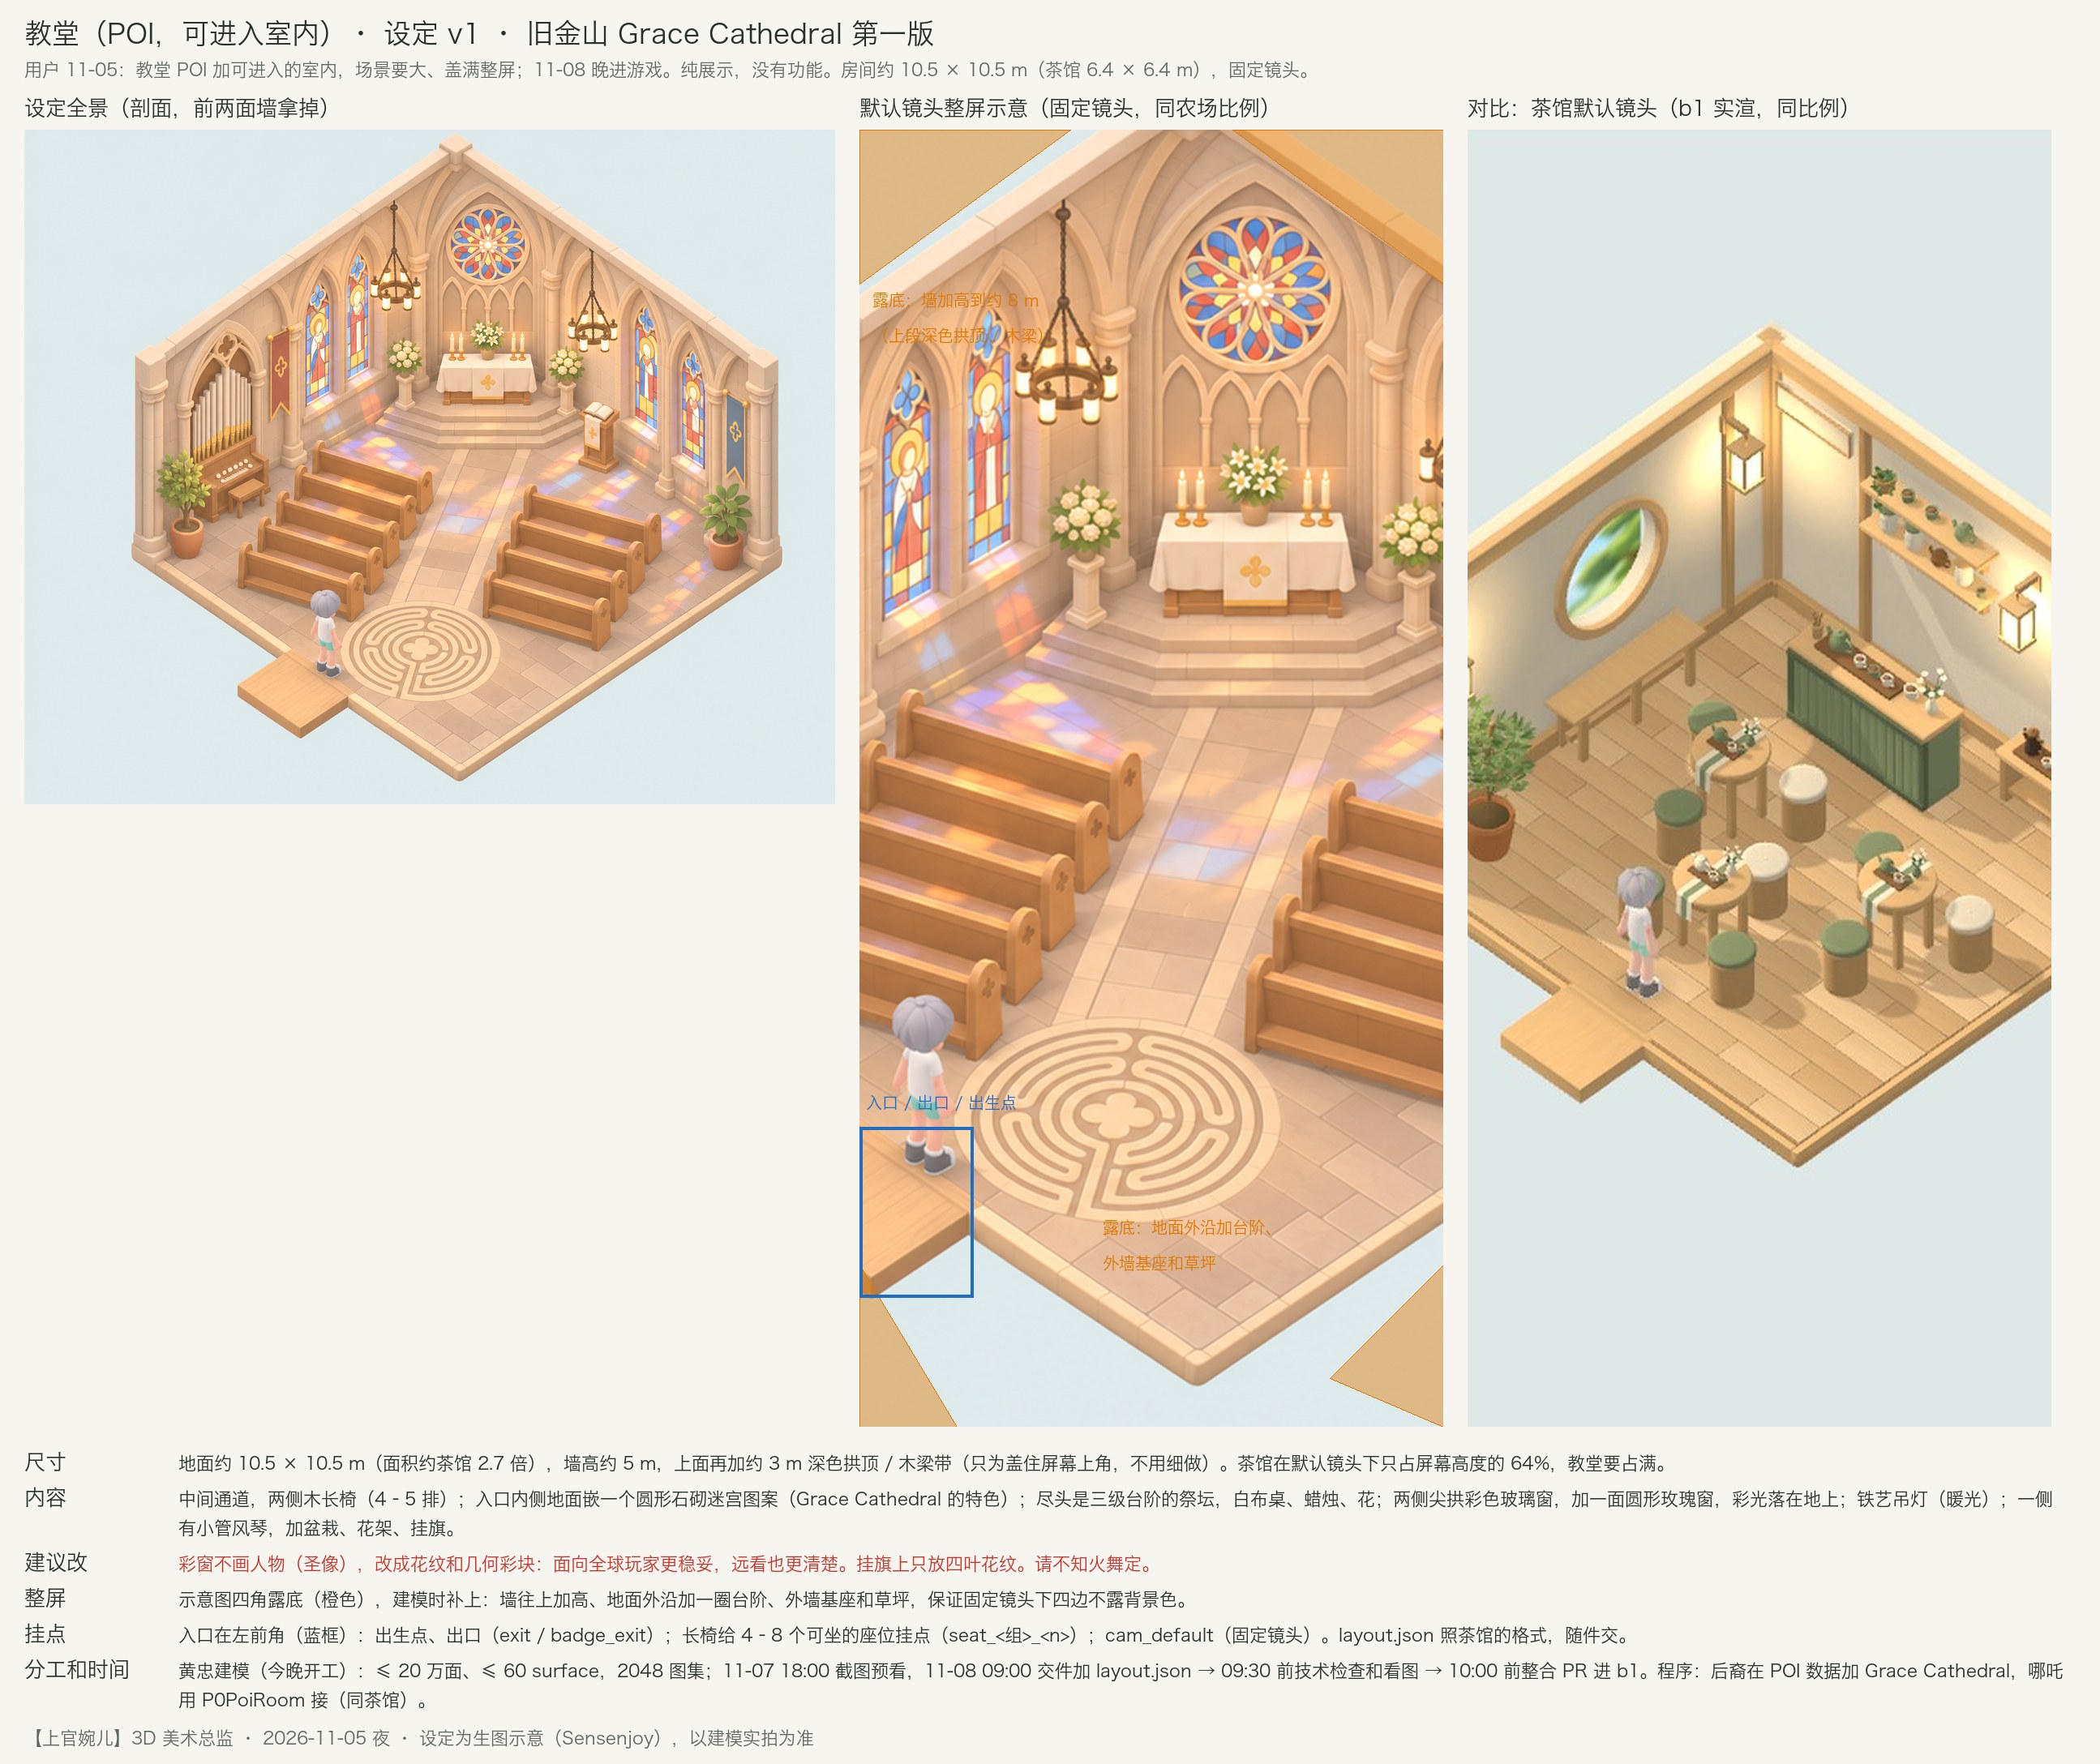 教堂（POI，可进入室内） · 设定 v1 · 旧金山 Grace Cathedral 第一版
用户 11-05：教堂 POI 加可进入的室内，场景要大、盖满整屏；11-08 晚进游戏。纯展示，没有功能。房间约 10.5 × 10.5 m（茶馆 6.4 × 6.4 m），固定镜头。
设定全景（剖面，前两面墙拿掉）
默认镜头整屏示意（固定镜头，同农场比例）
对比：茶馆默认镜头（b1 实渲，同比例）
露底：墙加高到约 8 m
（上段深色拱顶 / 木梁）
入口 / 出口 / 出生点
露底：地面外沿加台阶、
外墙基座和草坪
尺寸
地面约 10.5 × 10.5 m（面积约茶馆 2.7 倍），墙高约 5 m，上面再加约 3 m 深色拱顶 / 木梁带（只为盖住屏幕上角，不用细做）。茶馆在默认镜头下只占屏幕高度的 64%，教堂要占满。
内容
中间通道，两侧木长椅（4 - 5 排）；入口内侧地面嵌一个圆形石砌迷宫图案（Grace Cathedral 的特色）；尽头是三级台阶的祭坛，白布桌、蜡烛、花；两侧尖拱彩色玻璃窗，加一面圆形玫瑰窗，彩光落在地上；铁艺吊灯（暖光）；一侧
有小管风琴，加盆栽、花架、挂旗。
建议改
彩窗不画人物（圣像），改成花纹和几何彩块：面向全球玩家更稳妥，远看也更清楚。挂旗上只放四叶花纹。请不知火舞定。
整屏
示意图四角露底（橙色），建模时补上：墙往上加高、地面外沿加一圈台阶、外墙基座和草坪，保证固定镜头下四边不露背景色。
挂点
入口在左前角（蓝框）：出生点、出口（exit / badge_exit）；长椅给 4 - 8 个可坐的座位挂点（seat_<组>_<n>）；cam_default（固定镜头）。layout.json 照茶馆的格式，随件交。
分工和时间
黄忠建模（今晚开工）：≤ 20 万面、≤ 60 surface，2048 图集；11-07 18:00 截图预看，11-08 09:00 交件加 layout.json → 09:30 前技术检查和看图 → 10:00 前整合 PR 进 b1。程序：后裔在 POI 数据加 Grace Cathedral，哪吒
用 P0PoiRoom 接（同茶馆）。
【上官婉儿】3D 美术总监 · 2026-11-05 夜 · 设定为生图示意（Sensenjoy），以建模实拍为准